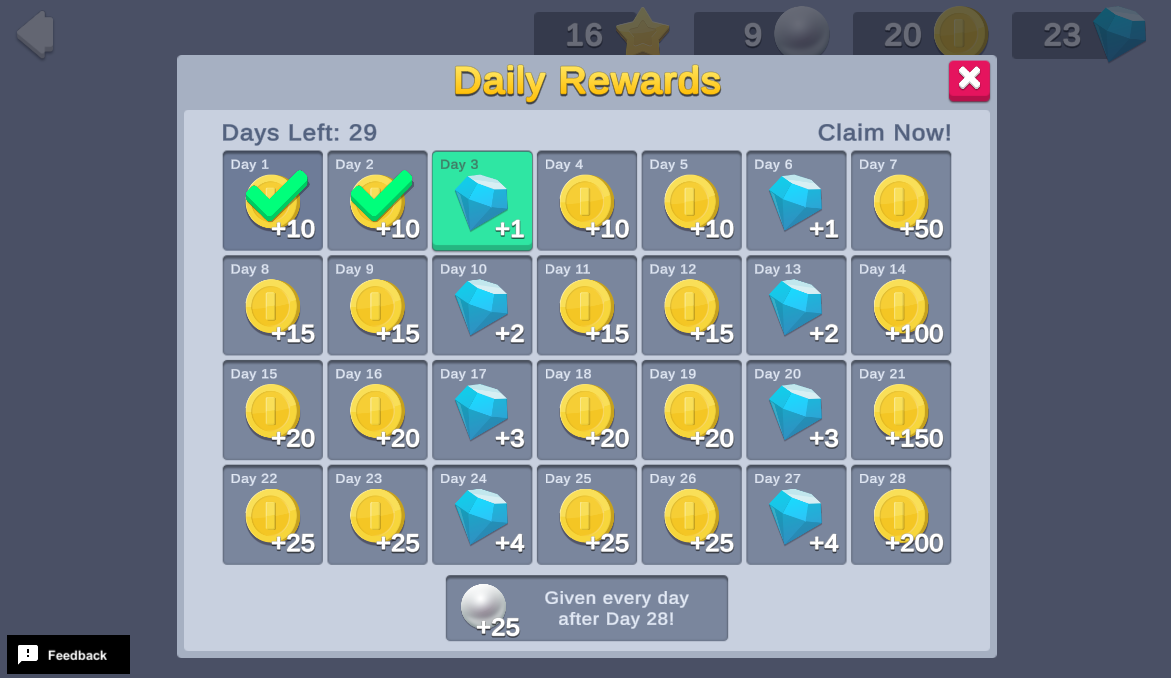 16
9
20
23
Daily Rewards
Days Left: 29
Claim Now!
Day 1
+10
Day 2
+10
Day 3
+1
Day 4
+10
Day 5
+10
Day 6
+1
Day 7
+50
Day 8
+15
Day 9
+15
Day 10
+2
Day 11
+15
Day 12
+15
Day 13
+2
Day 14
+100
Day 15
+20
Day 16
+20
Day 17
+3
Day 18
+20
Day 19
+20
Day 20
+3
Day 21
+150
Day 22
+25
Day 23
+25
Day 24
+4
Day 25
+25
Day 26
+25
Day 27
+4
Day 28
+200
+25
Given every day
after Day 28!
Feedback